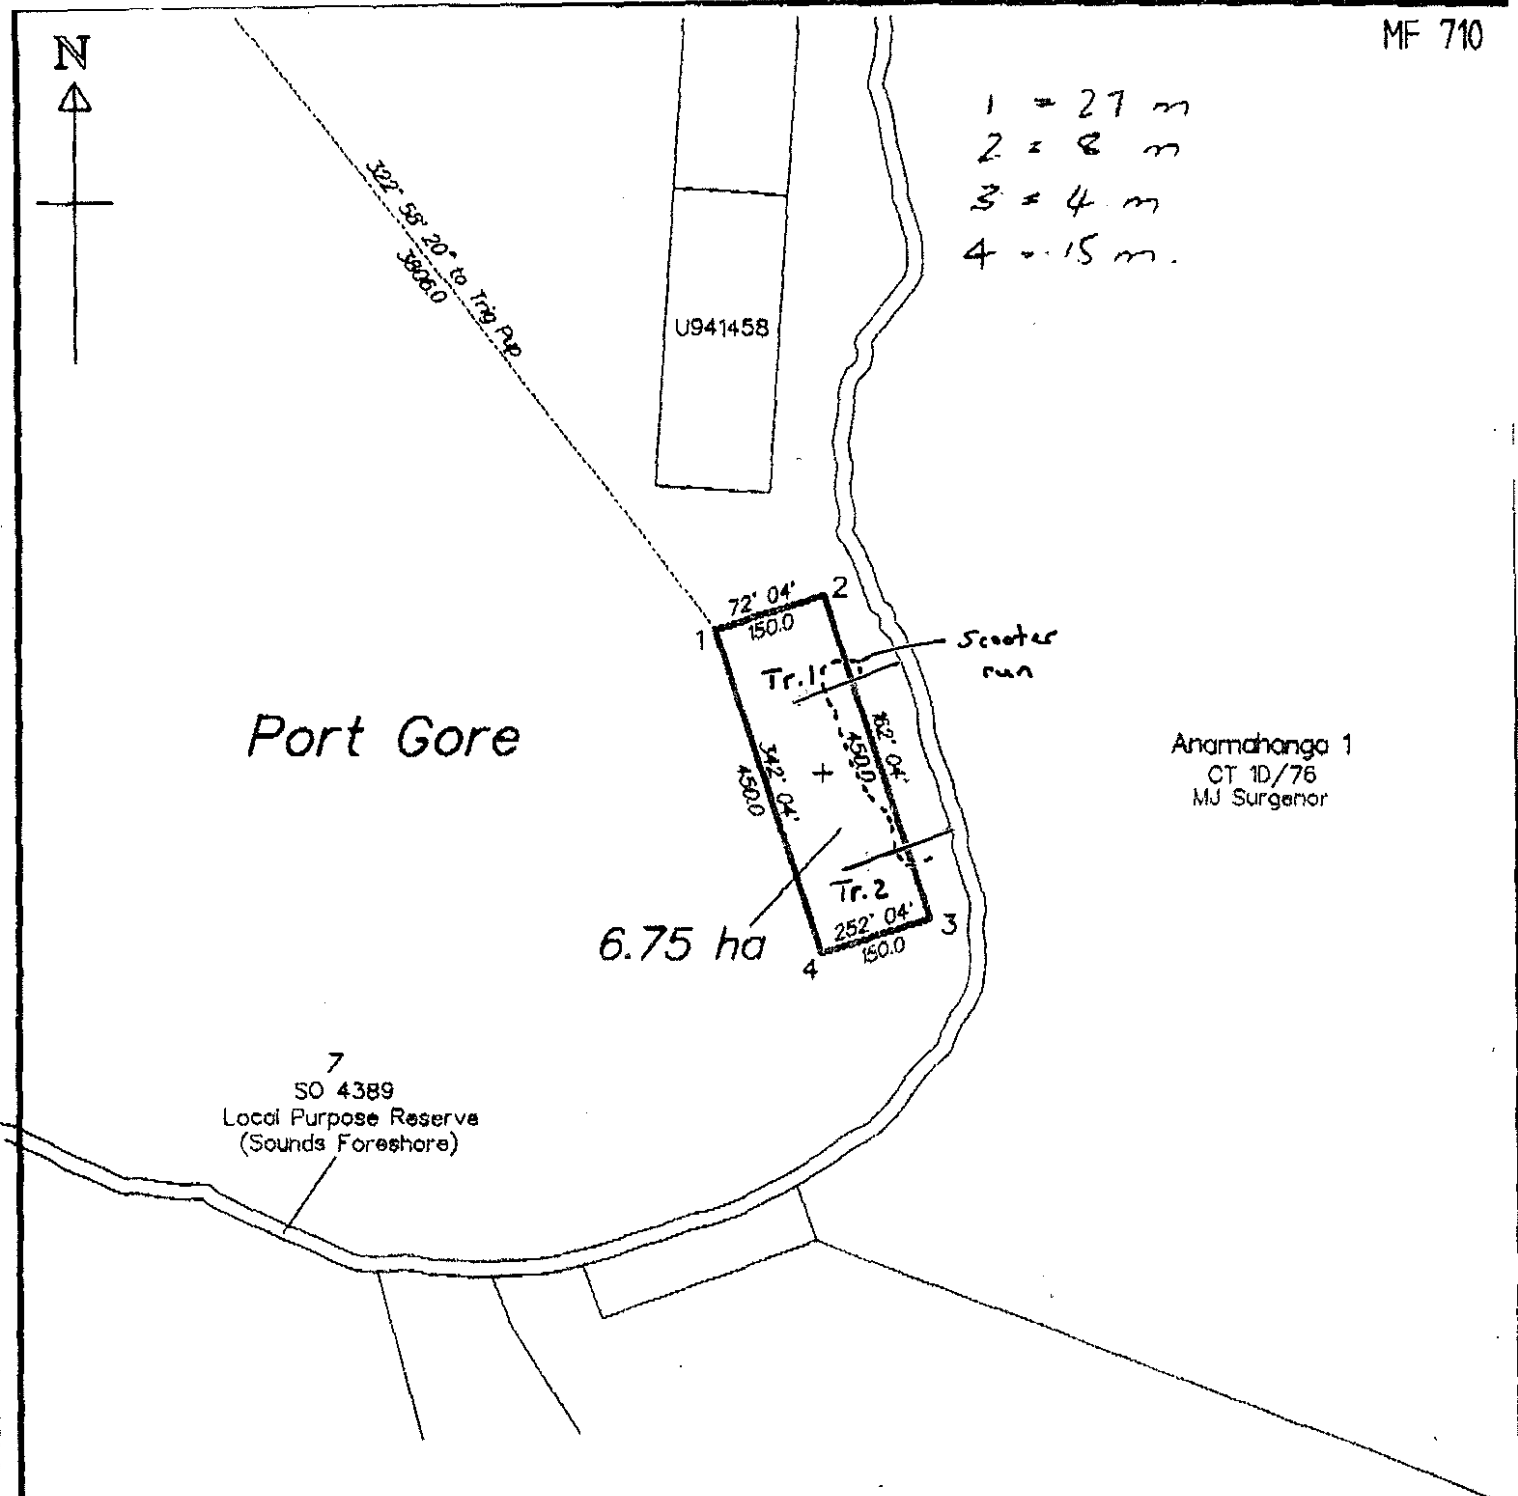 MF 710
N
1 = 27 m
2 = 8 m
3 = 4 m
4 = 15 m.
322° 58' 20" to Trig Pup
3806.0
U941458
72° 04'
150.0
1
2
Scooter
run
Tr.1
162° 04'
450.0
342° 04'
450.0
Port Gore
Anamahanga 1
CT 1D/76
MJ Surgenor
Tr.2
252° 04'
150.0
3
4
6.75 ha
7
SO 4389
Local Purpose Reserve
(Sounds Foreshore)